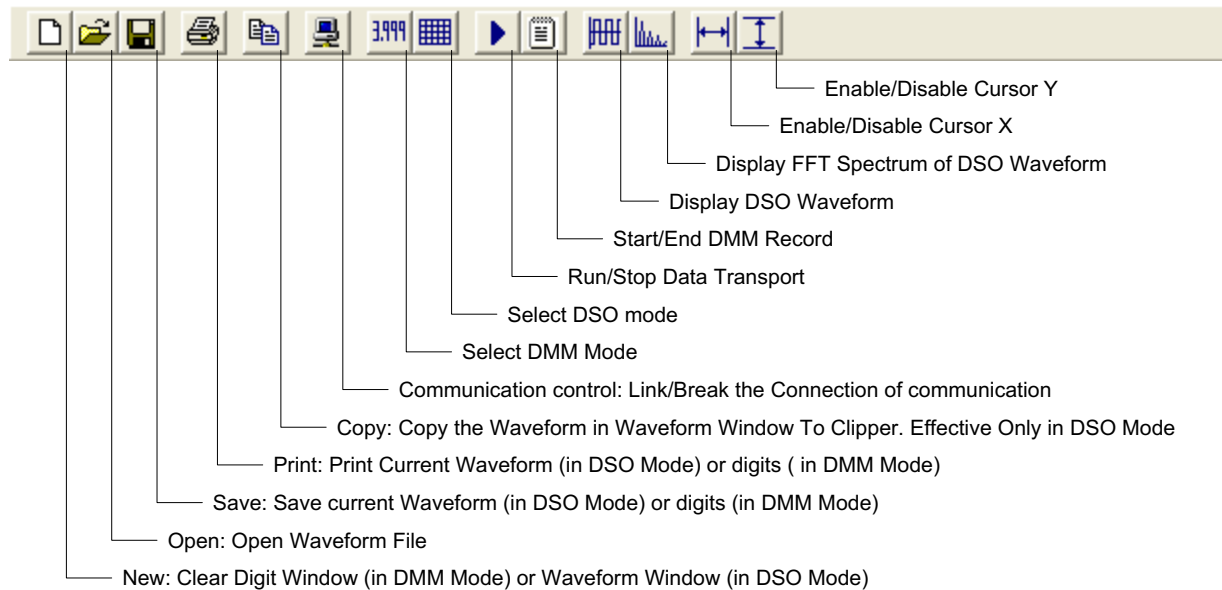 3.999
Enable/Disable Cursor Y
Enable/Disable Cursor X
Display FFT Spectrum of DSO Waveform
Display DSO Waveform
Start/End DMM Record
Run/Stop Data Transport
Select DSO mode
Select DMM Mode
Communication control: Link/Break the Connection of communication
Copy: Copy the Waveform in Waveform Window To Clipper. Effective Only in DSO Mode
Print: Print Current Waveform (in DSO Mode) or digits ( in DMM Mode)
Save: Save current Waveform (in DSO Mode) or digits (in DMM Mode)
Open: Open Waveform File
New: Clear Digit Window (in DMM Mode) or Waveform Window (in DSO Mode)